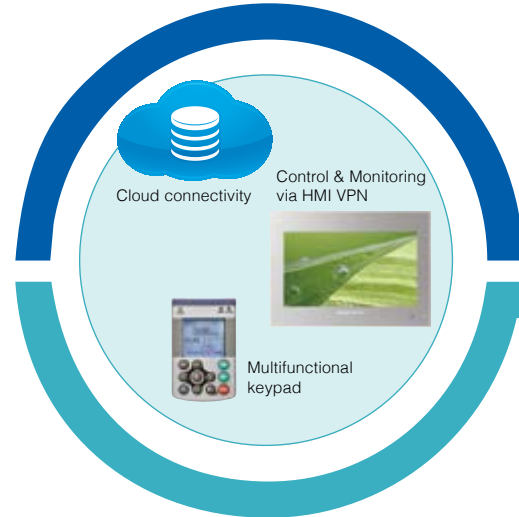 Cloud connectivity
Control & Monitoring
via HMI VPN
Multifunctional
keypad